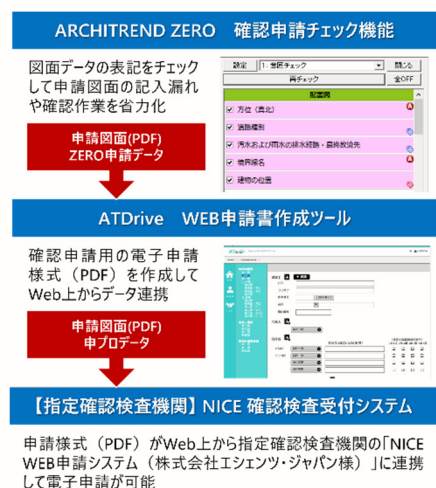 ARCHITREND ZERO 確認申請チェック機能
図面データの表記をチェック
して申請図面の記入漏れ
や確認作業を省力化
設定
1:意匠チェック
閉じる
再チェック
全OFF
配置図
方位（真北）
道路種別
汚水および雨水の排水経路・最終放流先
境界線名
建物の位置
申請図面(PDF)
ZERO申請データ
ATDrive WEB申請書作成ツール
確認申請用の電子申請
様式（PDF）を作成して
Web上からデータ連携
申請図面(PDF)
申プロデータ
【指定確認検査機関】NICE 確認検査受付システム
申請様式（PDF）がWeb上から指定確認検査機関の「NICE
WEB申請システム（株式会社エシェンツ・ジャパン様）」に連携
して電子申請が可能